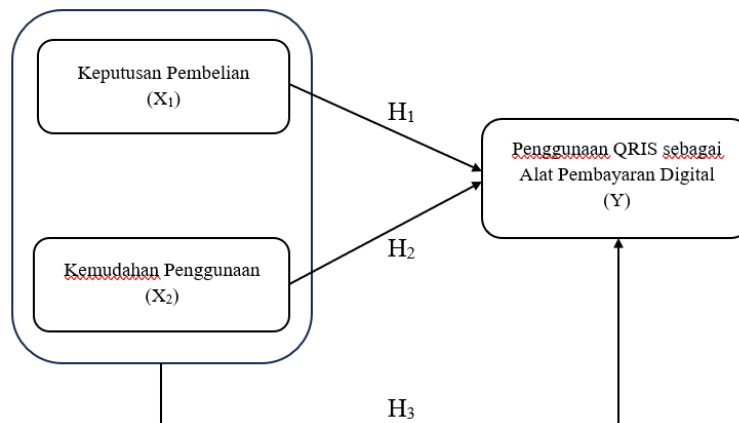 Keputusan Pembelian
(X₁)
H₁
Penggunaan QRIS sebagai
Alat Pembayaran Digital
(Y)
Kemudahan Penggunaan
(X₂)
H₂
H₃